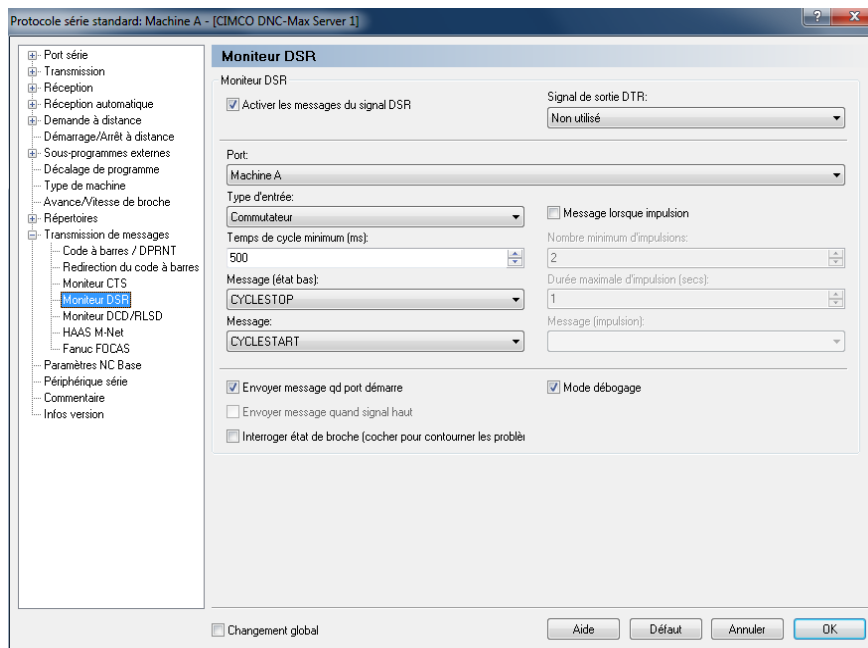 Protocole série standard: Machine A - [CIMCO DNC-Max Server 1]
Port série
Transmission
Réception
Réception automatique
Demande à distance
Démarrage/Arrêt à distance
Sous-programmes externes
Décalage de programme
Type de machine
Avance/Vitesse de broche
Répertoires
Transmission de messages
Code à barres / DPRNT
Redirection du code à barres
Moniteur CTS
Moniteur DSR
Moniteur DCD/RLSD
HAAS M-Net
Fanuc FOCAS
Paramètres NC Base
Périphérique série
Commentaire
Infos version
Moniteur DSR
Moniteur DSR
Activer les messages du signal DSR
Signal de sortie DTR:
Non utilisé
Port:
Machine A
Type d'entrée:
Commutateur
Message lorsque impulsion
Temps de cycle minimum (ms):
500
Nombre minimum d'impulsions:
2
Message (état bas):
CYCLESTOP
Durée maximale d'impulsion (secs):
1
Message:
CYCLESTART
Message (impulsion):
Envoyer message qd port démarre
Mode débogage
Envoyer message quand signal haut
Interroger état de broche (cocher pour contourner les problèr
Changement global
Aide
Défaut
Annuler
OK